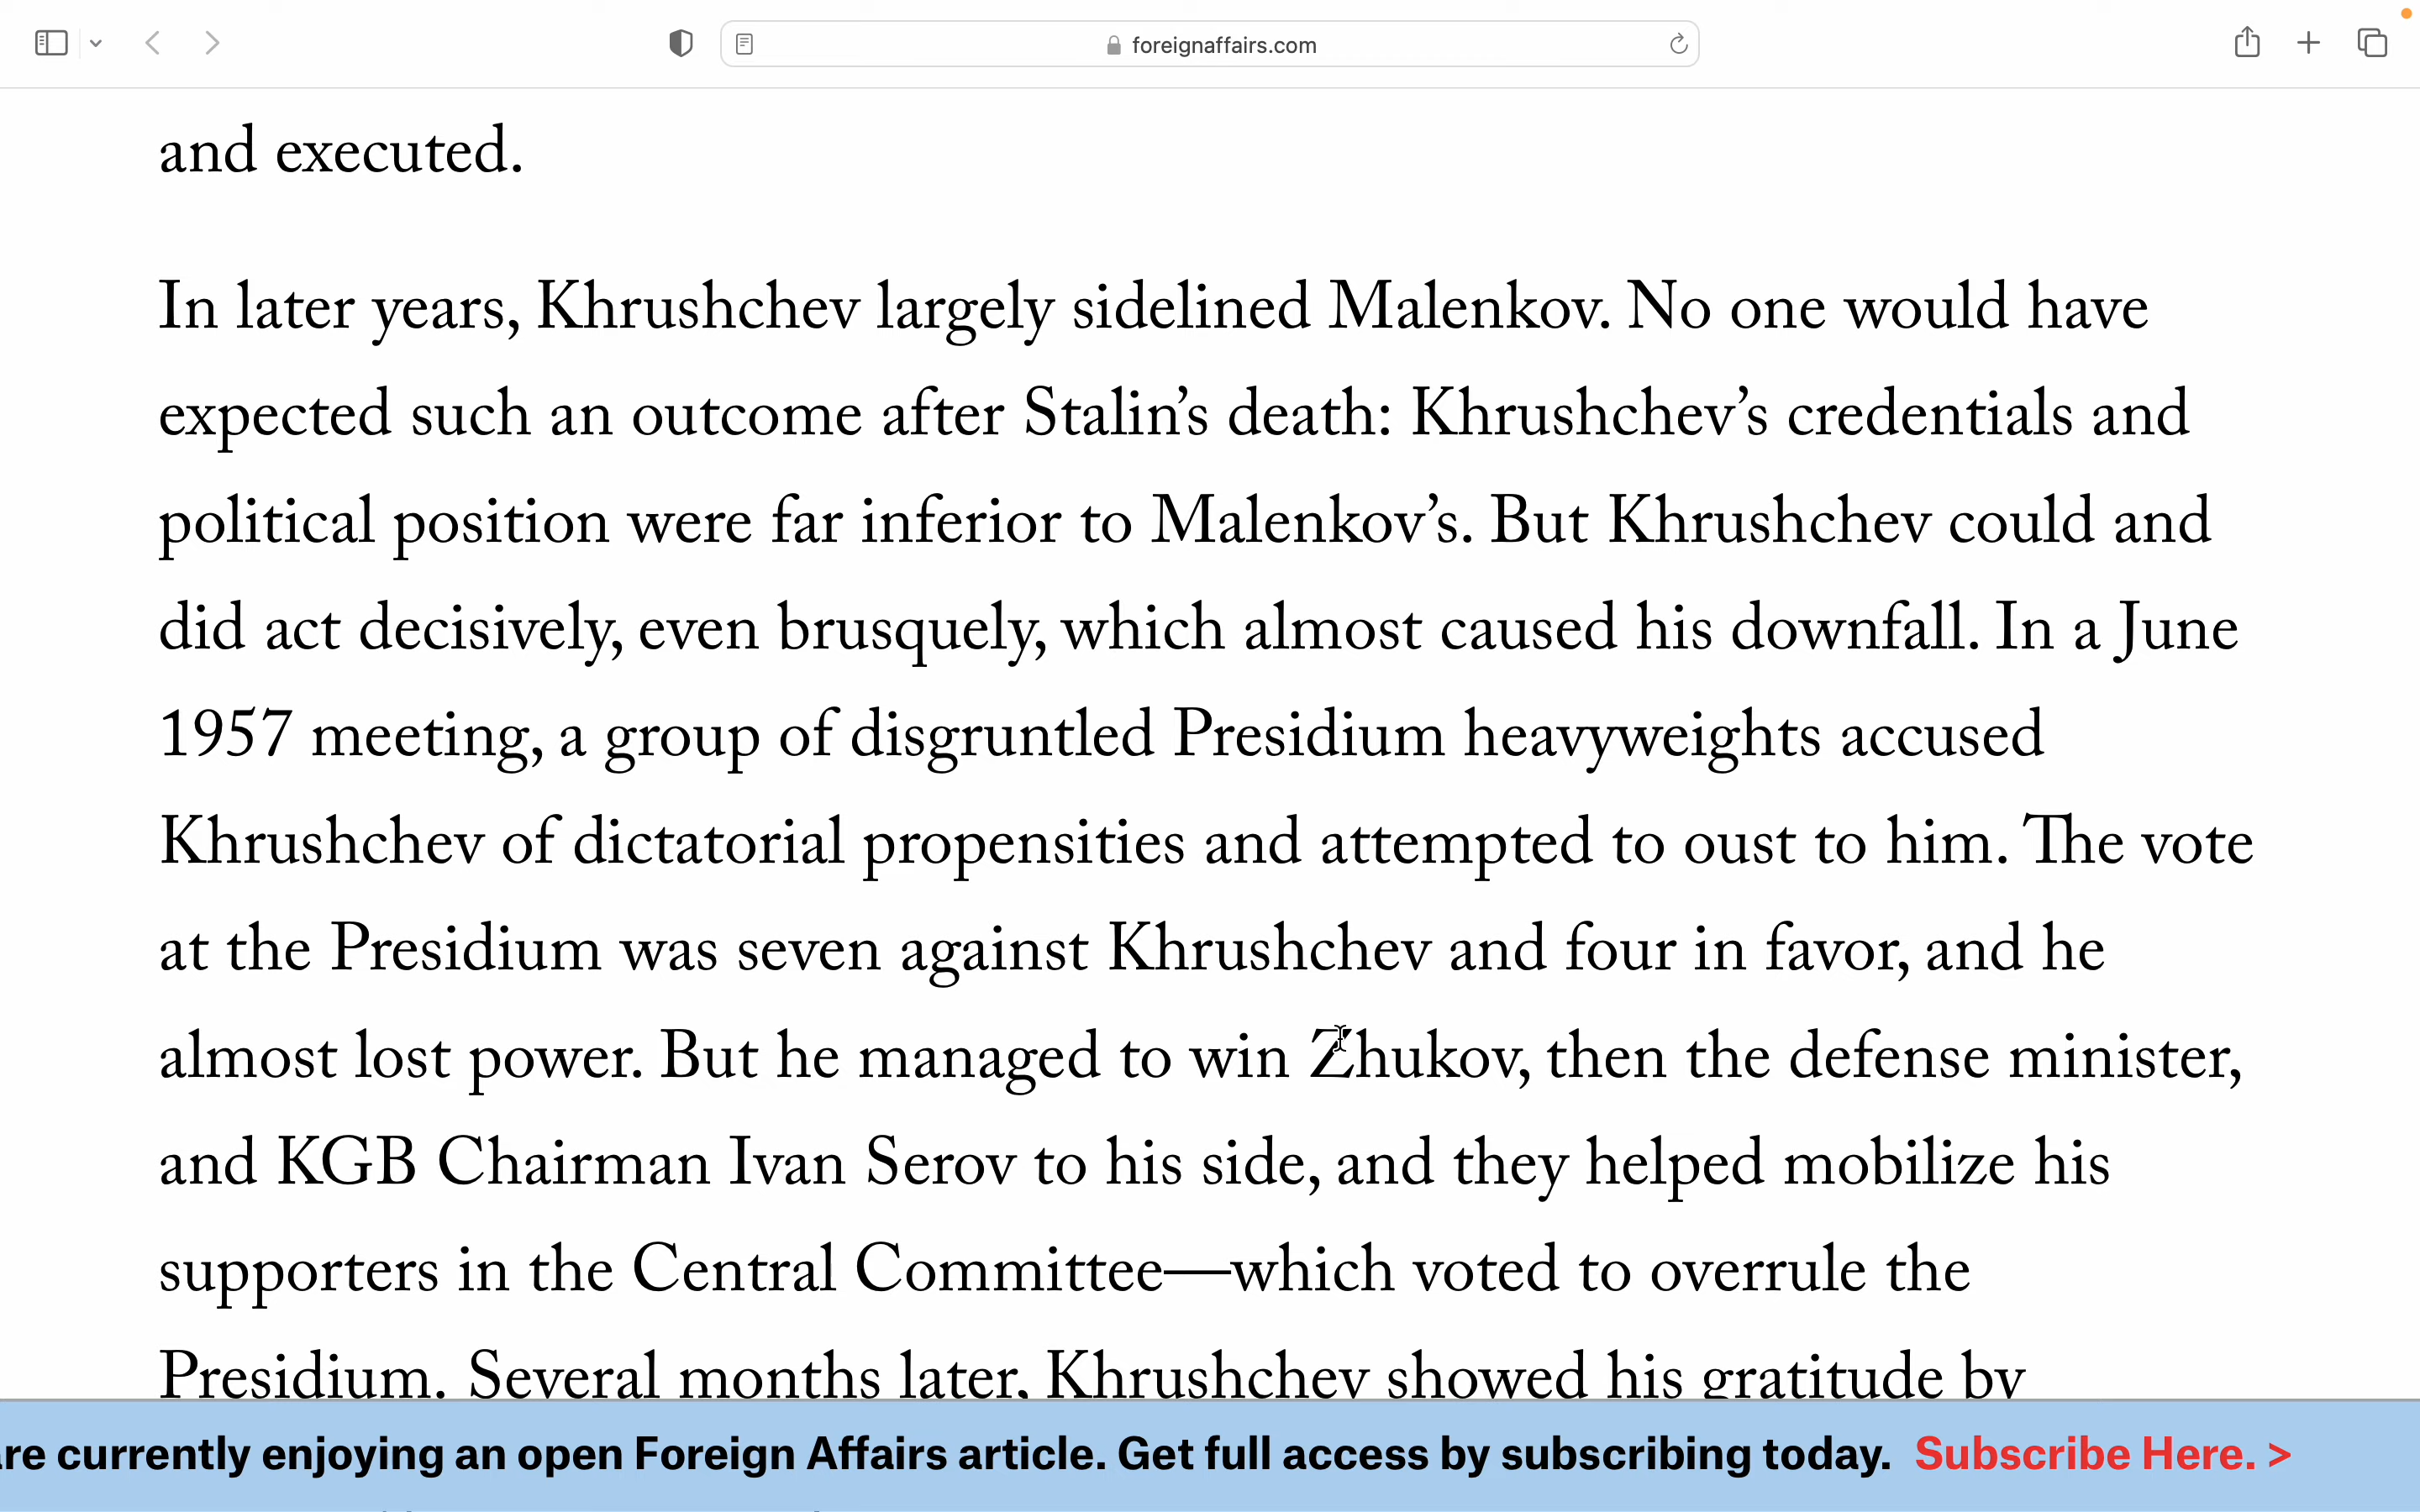 foreignaffairs.com
and executed.
In later years, Khrushchev largely sidelined Malenkov. No one would have
expected such an outcome after Stalin’s death: Khrushchev’s credentials and
political position were far inferior to Malenkov’s. But Khrushchev could and
did act decisively, even brusquely, which almost caused his downfall. In a June
1957 meeting, a group of disgruntled Presidium heavyweights accused
Khrushchev of dictatorial propensities and attempted to oust to him. The vote
at the Presidium was seven against Khrushchev and four in favor, and he
almost lost power. But he managed to win Zhukov, then the defense minister,
and KGB Chairman Ivan Serov to his side, and they helped mobilize his
supporters in the Central Committee—which voted to overrule the
Presidium. Several months later, Khrushchev showed his gratitude by
re currently enjoying an open Foreign Affairs article. Get full access by subscribing today. Subscribe Here. >